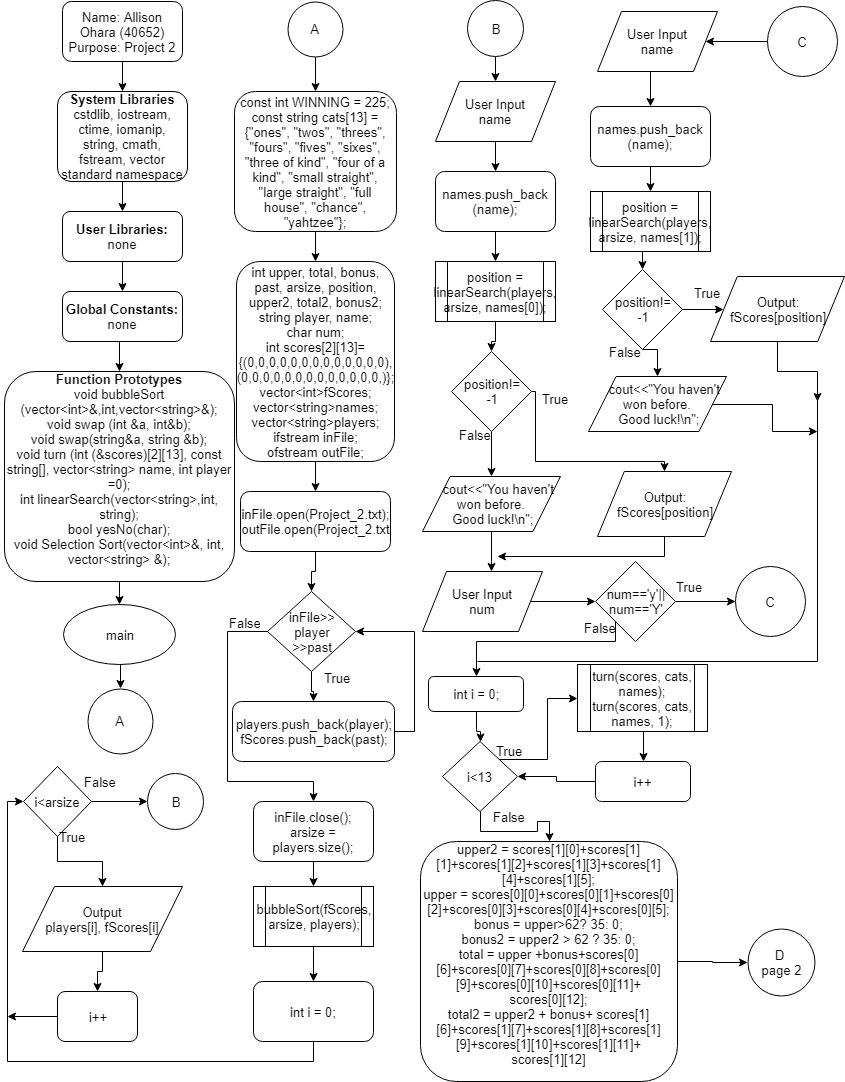 Name: Allison
Ohara (40652)
Purpose: Project 2
System Libraries
cstdlib, iostream,
ctime, iomanip,
string, cmath,
fstream, vector
standard namespace
User Libraries:
none
Global Constants:
none
Function Prototypes
void bubbleSort
(vector<int>&,int,vector<string>&);
void swap (int &a, int&b);
void swap(string&a, string &b);
void turn (int (&scores)[2][13], const
string[], vector<string> name, int player
=0);
int linearSearch(vector<string>,int,
string);
bool yesNo(char);
void Selection Sort(vector<int>&, int,
vector<string> &);
main
A
i<arsize
False
B
True
Output
players[i], fScores[i]
i++
A
const int WINNING = 225;
const string cats[13] =
{"ones", "twos", "threes",
"fours", "fives", "sixes",
"three of kind", "four of a
kind", "small straight",
"large straight", "full
house", "chance",
"yahtzee"};
int upper, total, bonus,
past, arsize, position,
upper2, total2, bonus2;
string player, name;
char num;
int scores[2][13]=
{(0,0,0,0,0,0,0,0,0,0,0,0,0),
(0,0,0,0,0,0,0,0,0,0,0,0,0,)};
vector<int>fScores;
vector<string>names;
vector<string>players;
ifstream inFile;
ofstream outFile;
inFile.open(Project_2.txt);
outFile.open(Project_2.txt
inFile>>
player
>>past
False
True
players.push_back(player);
fScores.push_back(past);
inFile.close();
arsize =
players.size();
bubbleSort(fScores,
arsize, players);
int i = 0;
B
User Input
name
names.push_back
(name);
position =
linearSearch(players,
arsize, names[0]);
position!=
-1
True
False
cout<<"You haven't
won before.
Good luck!\n";
Output:
fScores[position]
User Input
num
num=='y'||
num=='Y'
True
False
C
int i = 0;
i<13
True
turn(scores, cats,
names);
turn(scores, cats,
names, 1);
i++
False
upper2 = scores[1][0]+scores[1]
[1]+scores[1][2]+scores[1][3]+scores[1]
[4]+scores[1][5];
upper = scores[0][0]+scores[0][1]+scores[0]
[2]+scores[0][3]+scores[0][4]+scores[0][5];
bonus = upper>62? 35: 0;
bonus2 = upper2 > 62 ? 35: 0;
total = upper +bonus+scores[0]
[6]+scores[0][7]+scores[0][8]+scores[0]
[9]+scores[0][10]+scores[0][11]+
scores[0][12];
total2 = upper2 + bonus+ scores[1]
[6]+scores[1][7]+scores[1][8]+scores[1]
[9]+scores[1][10]+scores[1][11]+
scores[1][12]
D
page 2
C
User Input
name
names.push_back
(name);
position =
linearSearch(players,
arsize, names[1]);
position!=
-1
True
Output:
fScores[position]
False
cout<<"You haven't
won before.
Good luck!\n";